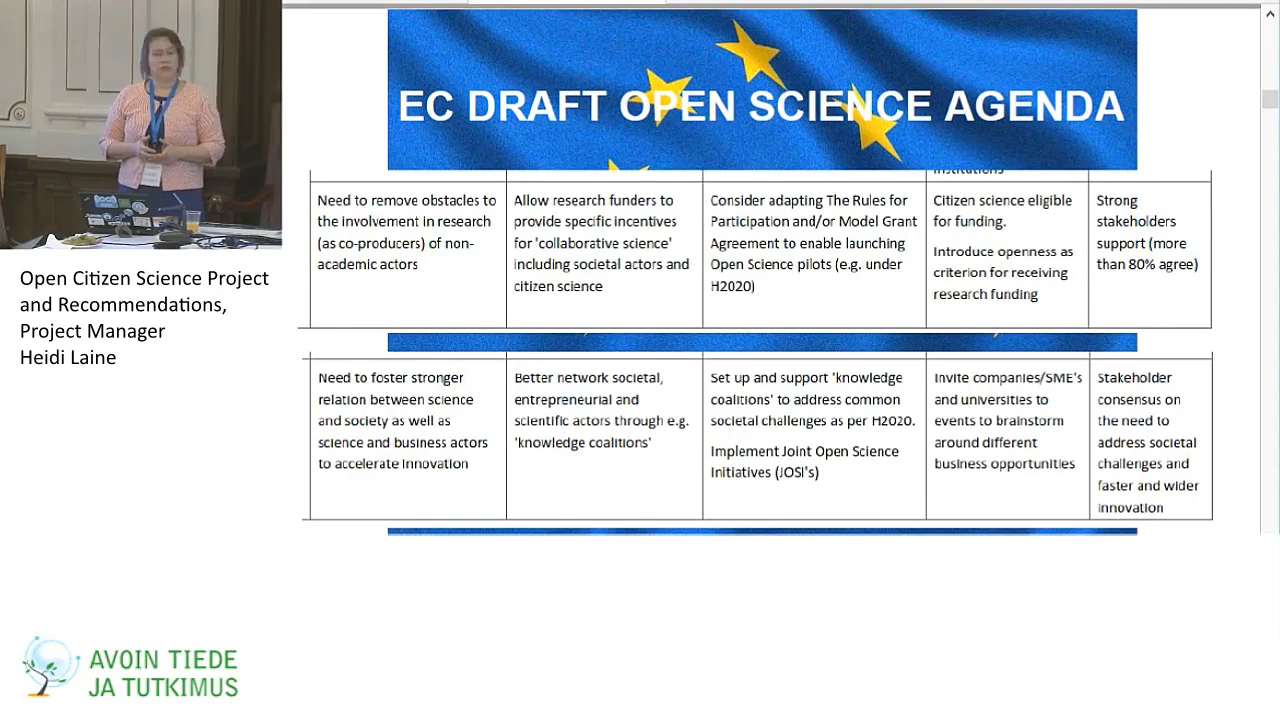 EC DRAFT OPEN SCIENCE AGENDA
institutions
Need to remove obstacles to
the involvement in research
(as co-producers) of non-
academic actors
Allow research funders to
provide specific incentives
for 'collaborative science'
including societal actors and
citizen science
Consider adapting The Rules for
Participation and/or Model Grant
Agreement to enable launching
Open Science pilots (e.g. under
H2020)
Citizen science eligible
for funding.
Introduce openness as
criterion for receiving
research funding
Strong
stakeholders
support (more
than 80% agree)
Need to foster stronger
relation between science
and society as well as
science and business actors
to accelerate innovation
Better network societal,
entrepreneurial and
scientific actors through e.g.
'knowledge coalitions'
Set up and support 'knowledge
coalitions' to address common
societal challenges as per H2020.
Implement Joint Open Science
Initiatives (JOSI's)
Invite companies/SME's
and universities to
events to brainstorm
around different
business opportunities
Stakeholder
consensus on
the need to
address societal
challenges and
faster and wider
innovation
Open Citizen Science Project
and Recommendations,
Project Manager
Heidi Laine
AVOIN TIEDE
JA TUTKIMUS